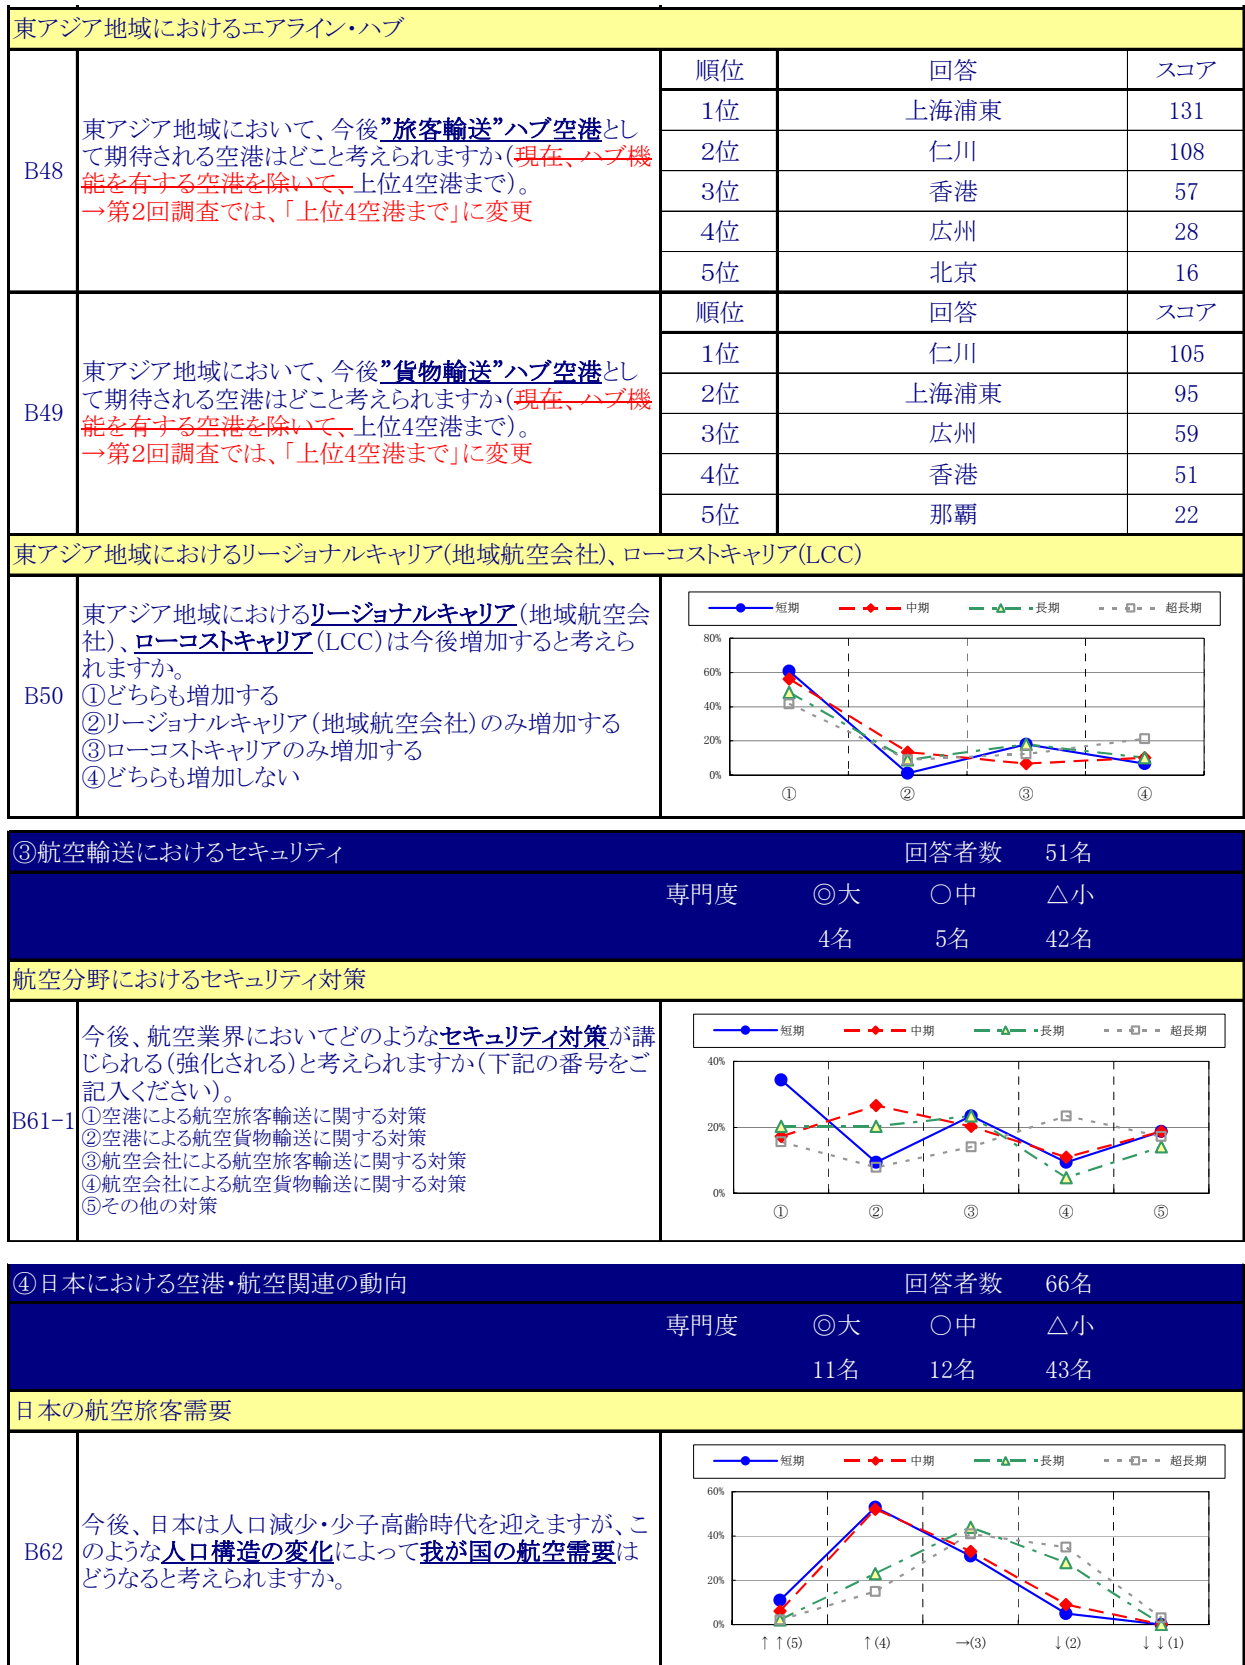 東アジア地域におけるエアライン・ハブ
B48
東アジア地域において、今後”旅客輸送”ハブ空港とし
て期待される空港はどこと考えられますか（現在、ハブ機
能を有する空港を除いて、上位4空港まで）。
→第2回調査では、「上位4空港まで」に変更
順位 回答 スコア
1位 上海浦東 131
2位 仁川 108
3位 香港 57
4位 広州 28
5位 北京 16
B49
東アジア地域において、今後”貨物輸送”ハブ空港とし
て期待される空港はどこと考えられますか（現在、ハブ機
能を有する空港を除いて、上位4空港まで）。
→第2回調査では、「上位4空港まで」に変更
順位 回答 スコア
1位 仁川 105
2位 上海浦東 95
3位 広州 59
4位 香港 51
5位 那覇 22
東アジア地域におけるリージョナルキャリア(地域航空会社)、ローコストキャリア(LCC)
B50
東アジア地域におけるリージョナルキャリア（地域航空会
社）、ローコストキャリア（LCC）は今後増加すると考えら
れますか。
①どちらも増加する
②リージョナルキャリア（地域航空会社）のみ増加する
③ローコストキャリアのみ増加する
④どちらも増加しない
短期 中期 長期 超長期
80%
60%
40%
20%
0%
① ② ③ ④
③航空輸送におけるセキュリティ 回答者数 51名
専門度 ◎大 ○中 △小
4名 5名 42名
航空分野におけるセキュリティ対策
B61-1
今後、航空業界においてどのようなセキュリティ対策が講
じられる（強化される）と考えられますか（下記の番号をご
記入ください）。
①空港による航空旅客輸送に関する対策
②空港による航空貨物輸送に関する対策
③航空会社による航空旅客輸送に関する対策
④航空会社による航空貨物輸送に関する対策
⑤その他の対策
短期 中期 長期 超長期
40%
20%
0%
① ② ③ ④ ⑤
④日本における空港・航空関連の動向 回答者数 66名
専門度 ◎大 ○中 △小
11名 12名 43名
日本の航空旅客需要
B62
今後、日本は人口減少・少子高齢時代を迎えますが、こ
のような人口構造の変化によって我が国の航空需要は
どうなると考えられますか。
短期 中期 長期 超長期
60%
40%
20%
0%
↑↑(5) ↑(4) →(3) ↓(2) ↓↓(1)